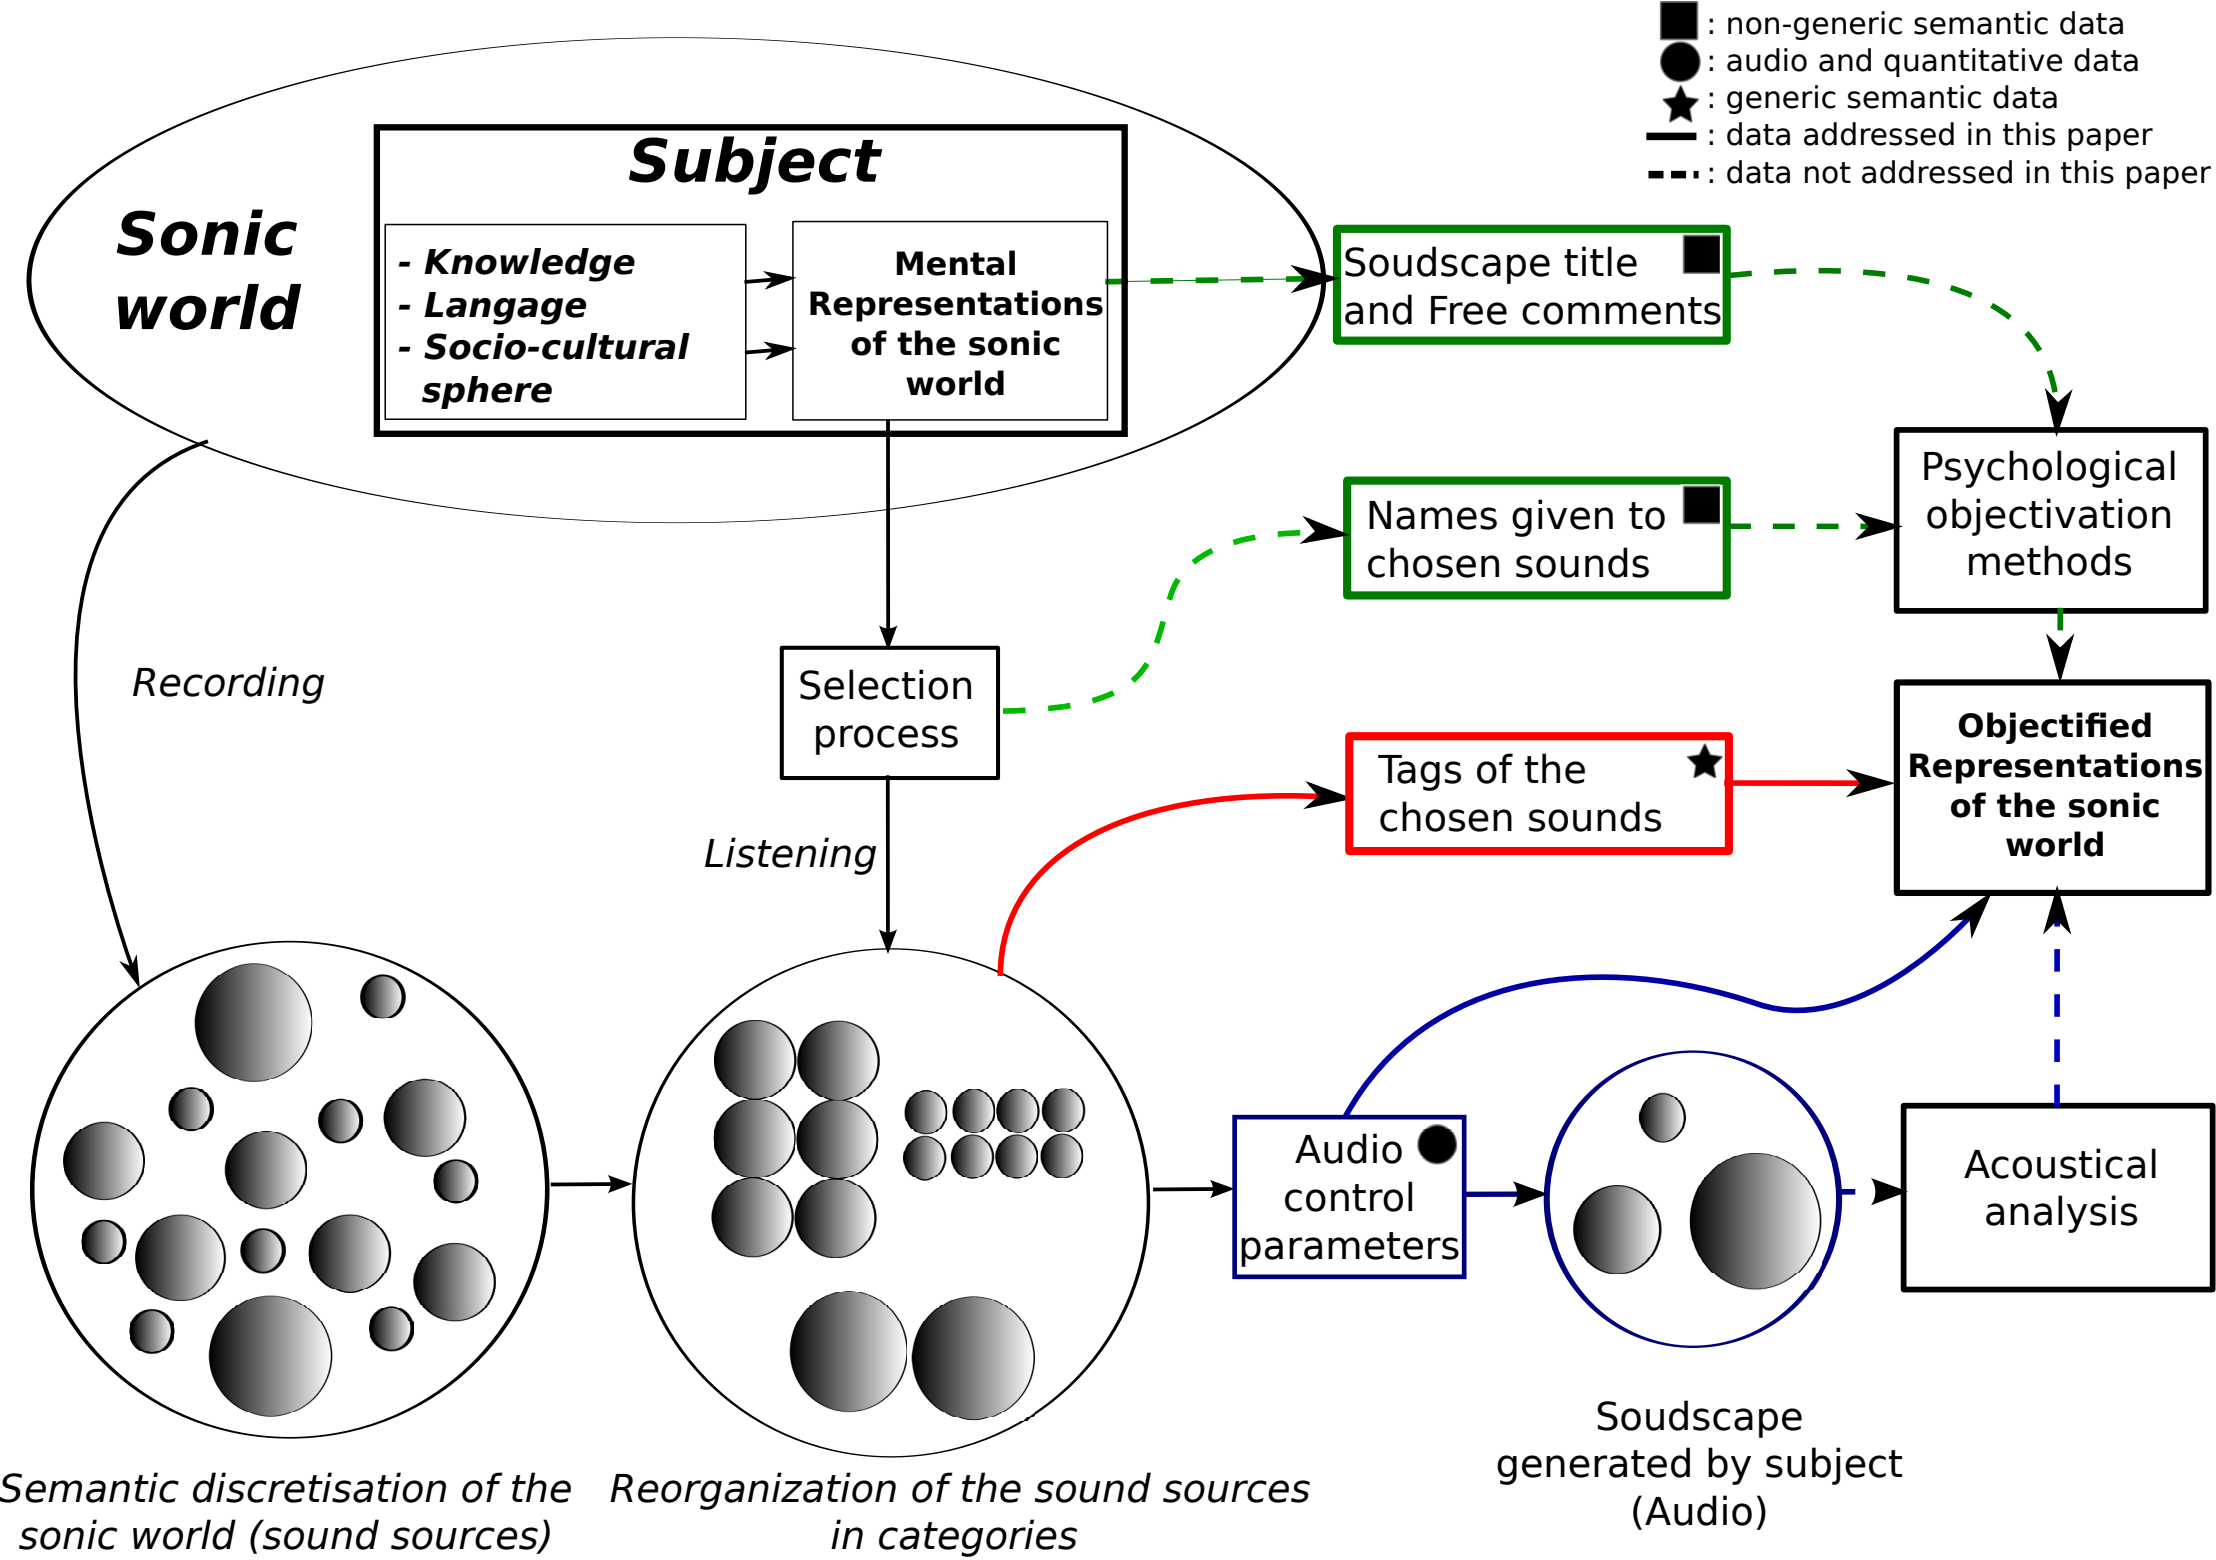 : non-generic semantic data
: audio and quantitative data
: generic semantic data
: data addressed in this paper
: data not addressed in this paper
Subject
Sonic
world
- Knowledge
- Langage
- Socio-cultural
sphere
Mental
Representations
of the sonic
world
Soudscape title
and Free comments
Psychological
objectivation
methods
Names given to
chosen sounds
Recording
Selection
process
Objectified
Representations
of the sonic
world
Tags of the
chosen sounds
Listening
Audio
control
parameters
Acoustical
analysis
Soudscape
generated by subject
(Audio)
Semantic discretisation of the
sonic world (sound sources)
Reorganization of the sound sources
in categories